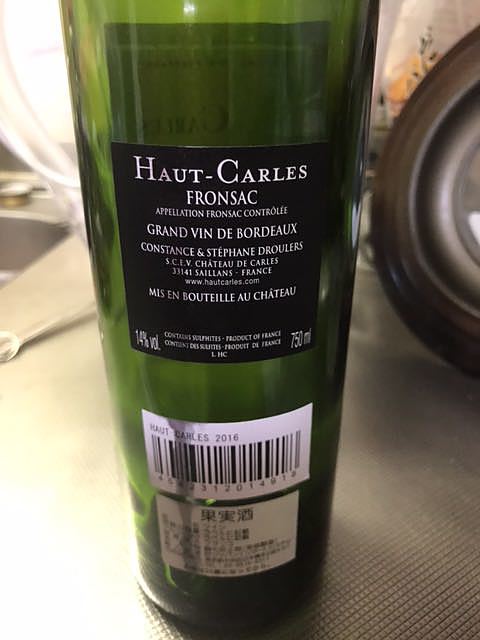 HAUT-CARLES
FRONSAC
APPELLATION FRONSAC CONTRÔLÉE
GRAND VIN DE BORDEAUX
CONSTANCE & STÉPHANE DROULERS
S.C.E.V. CHÂTEAU DE CARLES
33141 SAILLANS - FRANCE
www.hautcarles.com
MIS EN BOUTEILLE AU CHÂTEAU
14% vol.
CONTAINS SULPHITES - PRODUCT OF FRANCE
CONTIENT DES SULFITES - PRODUIT DE FRANCE
L HC
750 ml
HAUT-CARLES 2016
果実酒